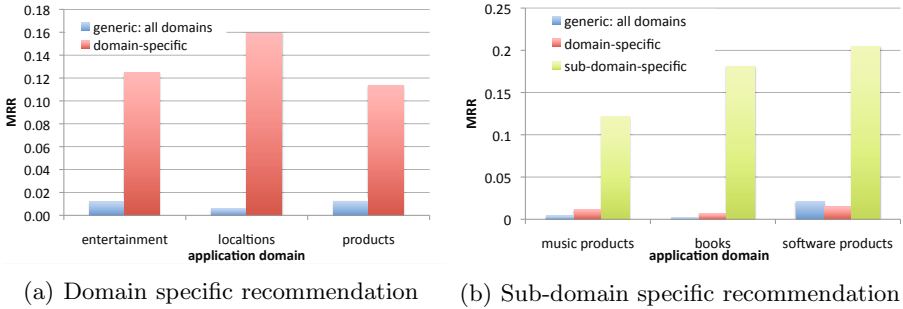 0.18
0.16
0.14
0.12
0.10
0.08
0.06
0.04
0.02
0.00
MRR
generic: all domains
domain-specific
entertainment
localtions
products
application domain
(a) Domain specific recommendation
0.25
0.2
0.15
0.1
0.05
0
MRR
generic: all domains
domain-specific
sub-domain-specific
music products
books
software products
application domain
(b) Sub-domain specific recommendation